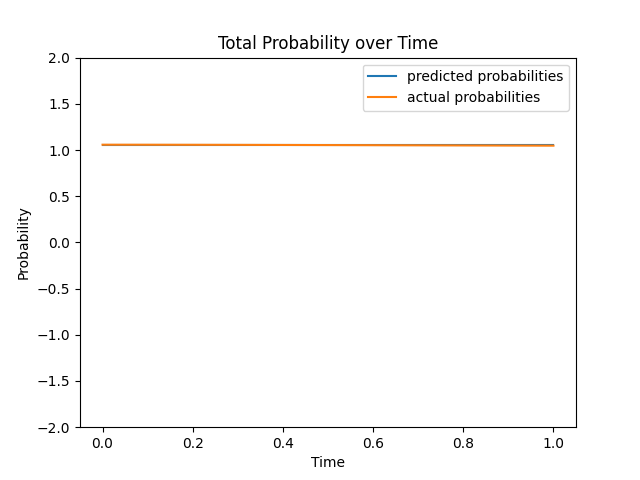 Total Probability over Time
predicted probabilities
actual probabilities
2.0
1.5
1.0
0.5
0.0
−0.5
−1.0
−1.5
−2.0
Probability
0.0 0.2 0.4 0.6 0.8 1.0
Time